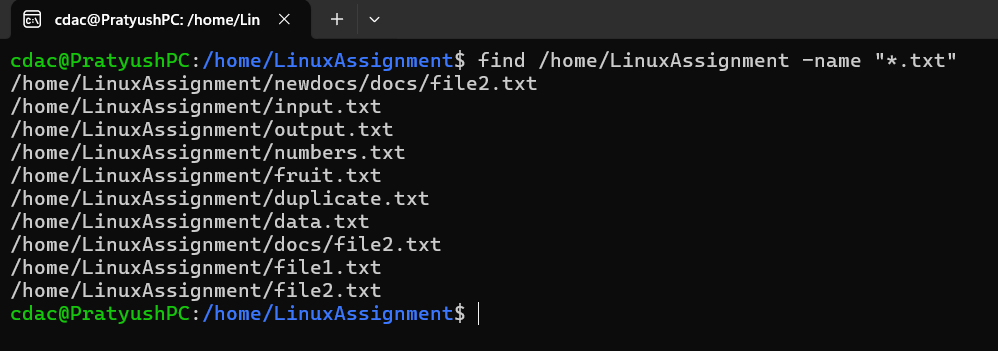 cdac@PratyushPC: /home/Lin
cdac@PratyushPC:/home/LinuxAssignment$ find /home/LinuxAssignment -name "*.txt"
/home/LinuxAssignment/newdocs/docs/file2.txt
/home/LinuxAssignment/input.txt
/home/LinuxAssignment/output.txt
/home/LinuxAssignment/numbers.txt
/home/LinuxAssignment/fruit.txt
/home/LinuxAssignment/duplicate.txt
/home/LinuxAssignment/data.txt
/home/LinuxAssignment/docs/file2.txt
/home/LinuxAssignment/file1.txt
/home/LinuxAssignment/file2.txt
cdac@PratyushPC:/home/LinuxAssignment$